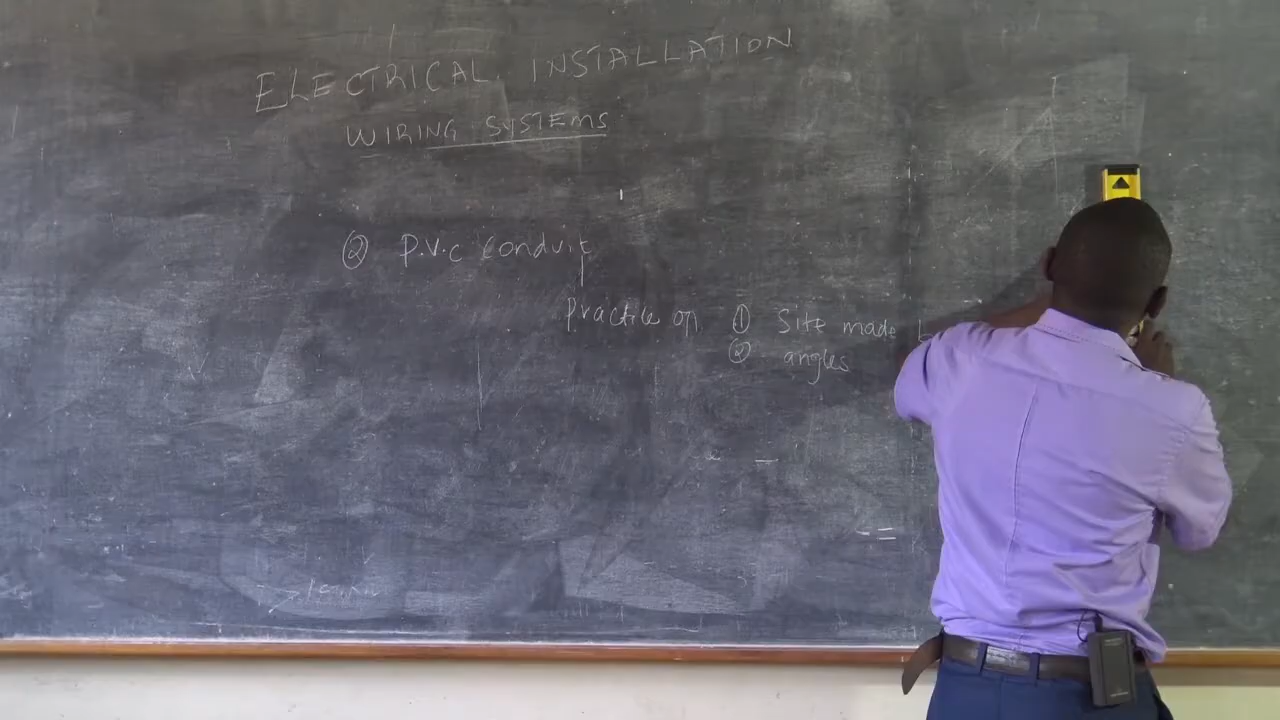 ELECTRICAL INSTALLATION
WIRING SYSTEMS
② P.V.C Conduit
Practice on ① Site made
② angles